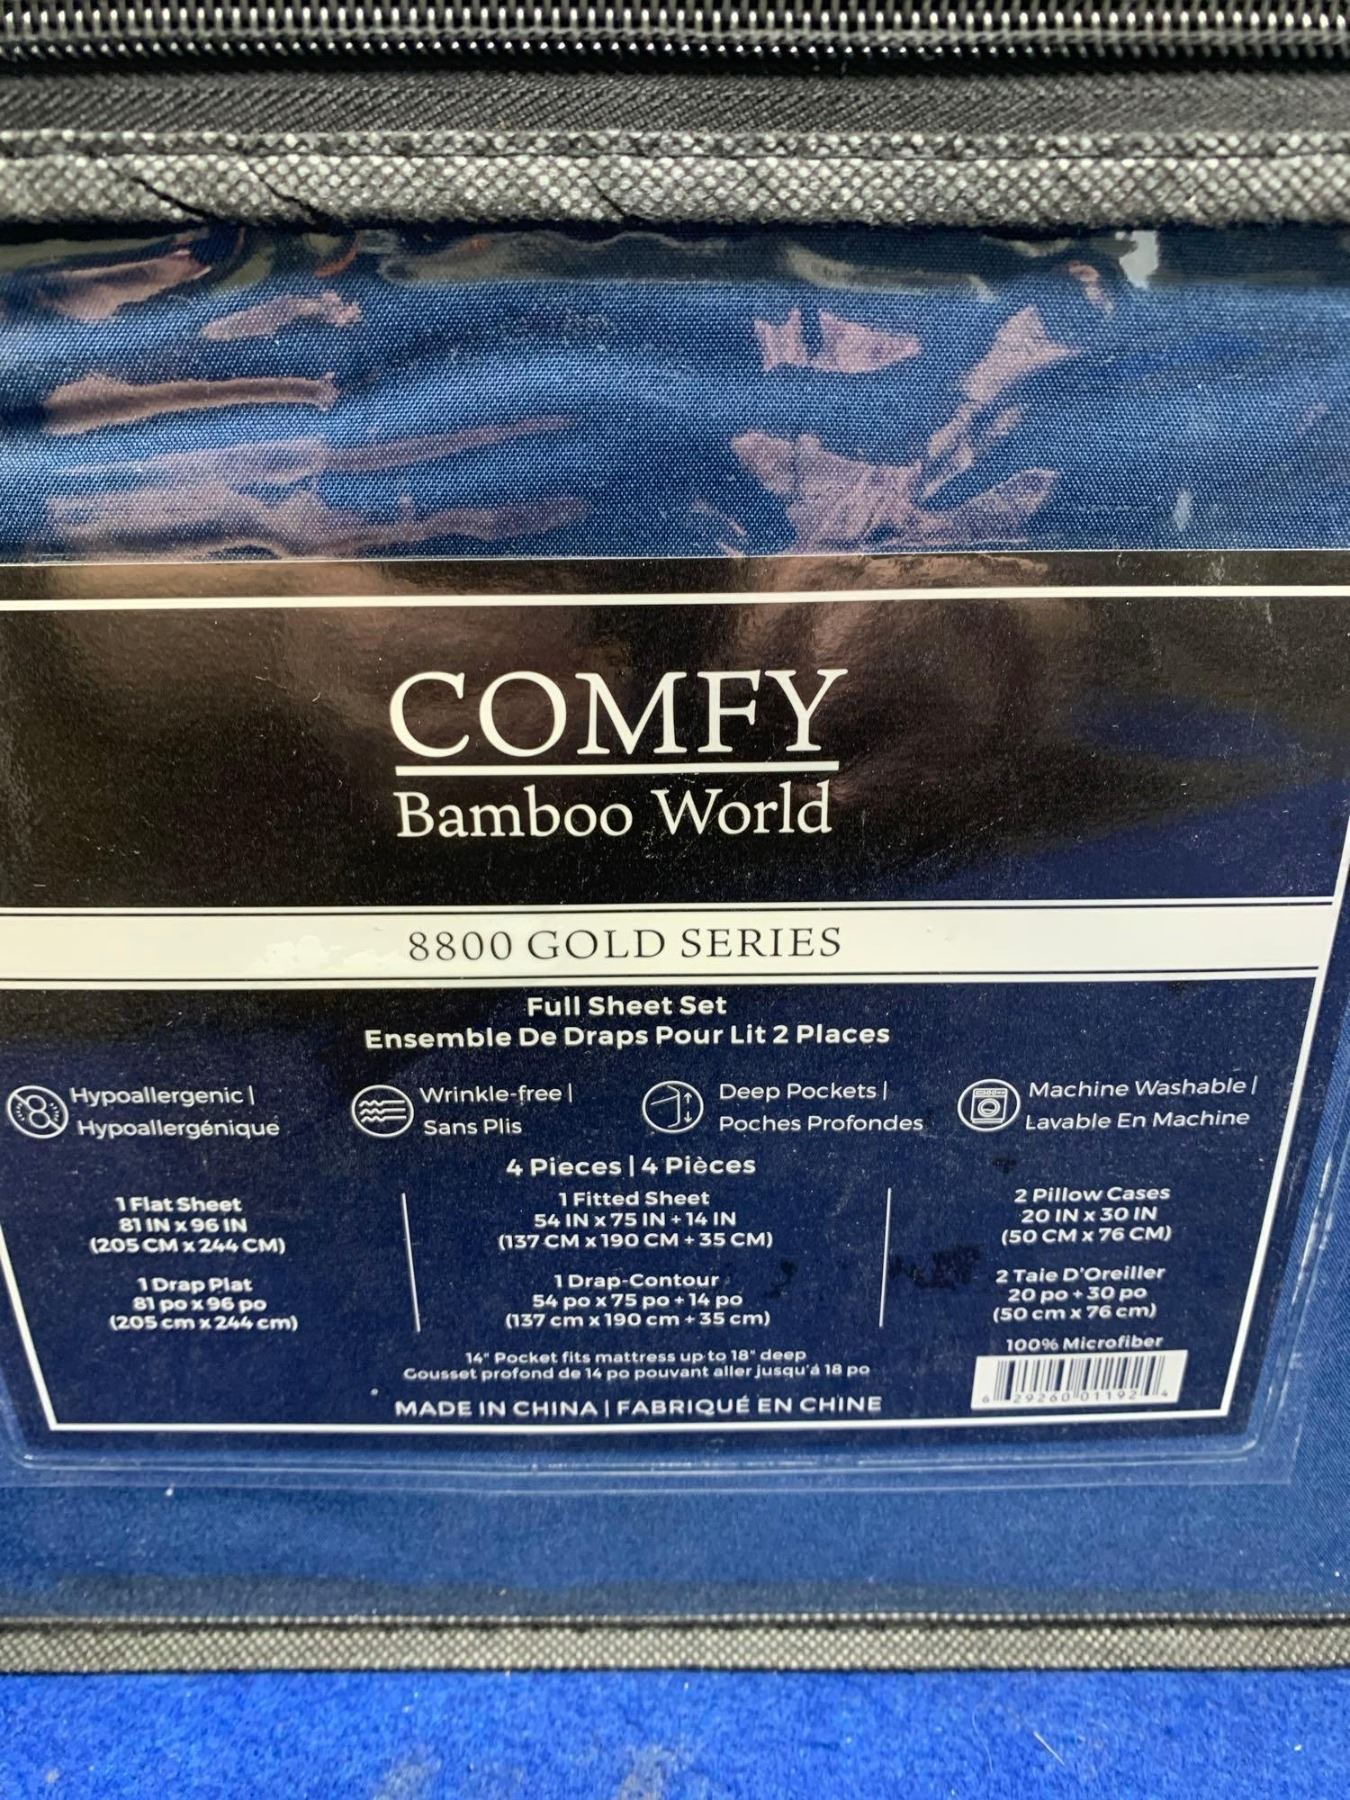 COMFY
Bamboo World
8800 GOLD SERIES
Full Sheet Set
Ensemble De Draps Pour Lit 2 Places
Hypoallergenic |
Hypoallergénique
Wrinkle-free |
Sans Plis
Deep Pockets |
Poches Profondes
Machine Washable |
Lavable En Machine
4 Pieces | 4 Pièces
1 Flat Sheet
81 IN x 96 IN
(205 CM x 244 CM)
1 Drap Plat
81 po x 96 po
(205 cm x 244 cm)
1 Fitted Sheet
54 IN x 75 IN + 14 IN
(137 CM x 190 CM + 35 CM)
1 Drap-Contour
54 po x 75 po + 14 po
(137 cm x 190 cm + 35 cm)
2 Pillow Cases
20 IN x 30 IN
(50 CM x 76 CM)
2 Taie D'Oreiller
20 po + 30 po
(50 cm x 76 cm)
100% Microfiber
14" Pocket fits mattress up to 18" deep
Gousset profond de 14 po pouvant aller jusqu'á 18 po
MADE IN CHINA | FABRIQUÉ EN CHINE
6 29260 01192 4